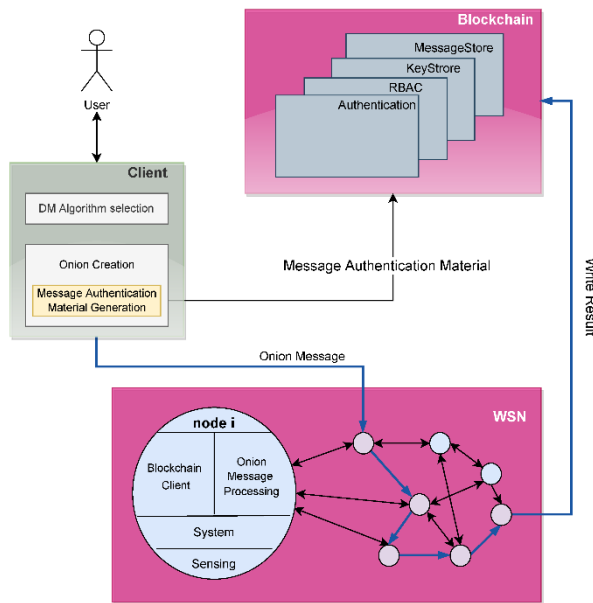 Blockchain
MessageStore
KeyStrore
RBAC
Authentication
User
Client
DM Algorithm selection
Onion Creation
Message Authentication
Material Generation
Message Authentication Material
Write Result
Onion Message
WSN
node i
Blockchain
Client
Onion
Message
Processing
System
Sensing